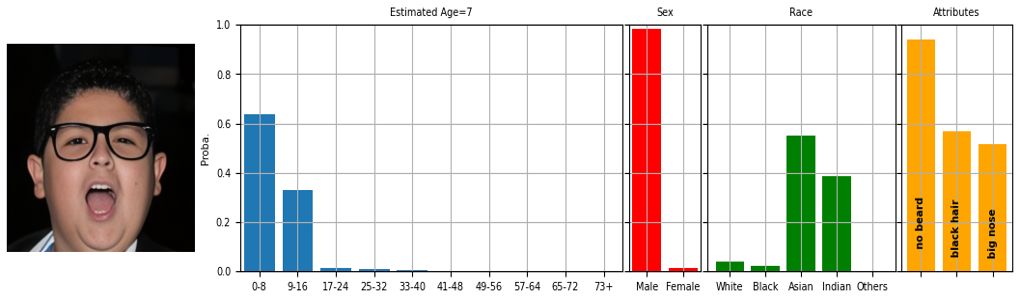 Estimated Age=7
Sex
Race
Attributes
Proba.
1.0
0.8
0.6
0.4
0.2
0.0
0-8 9-16 17-24 25-32 33-40 41-48 49-56 57-64 65-72 73+
Male Female
White Black Asian Indian Others
no beard
black hair
big nose